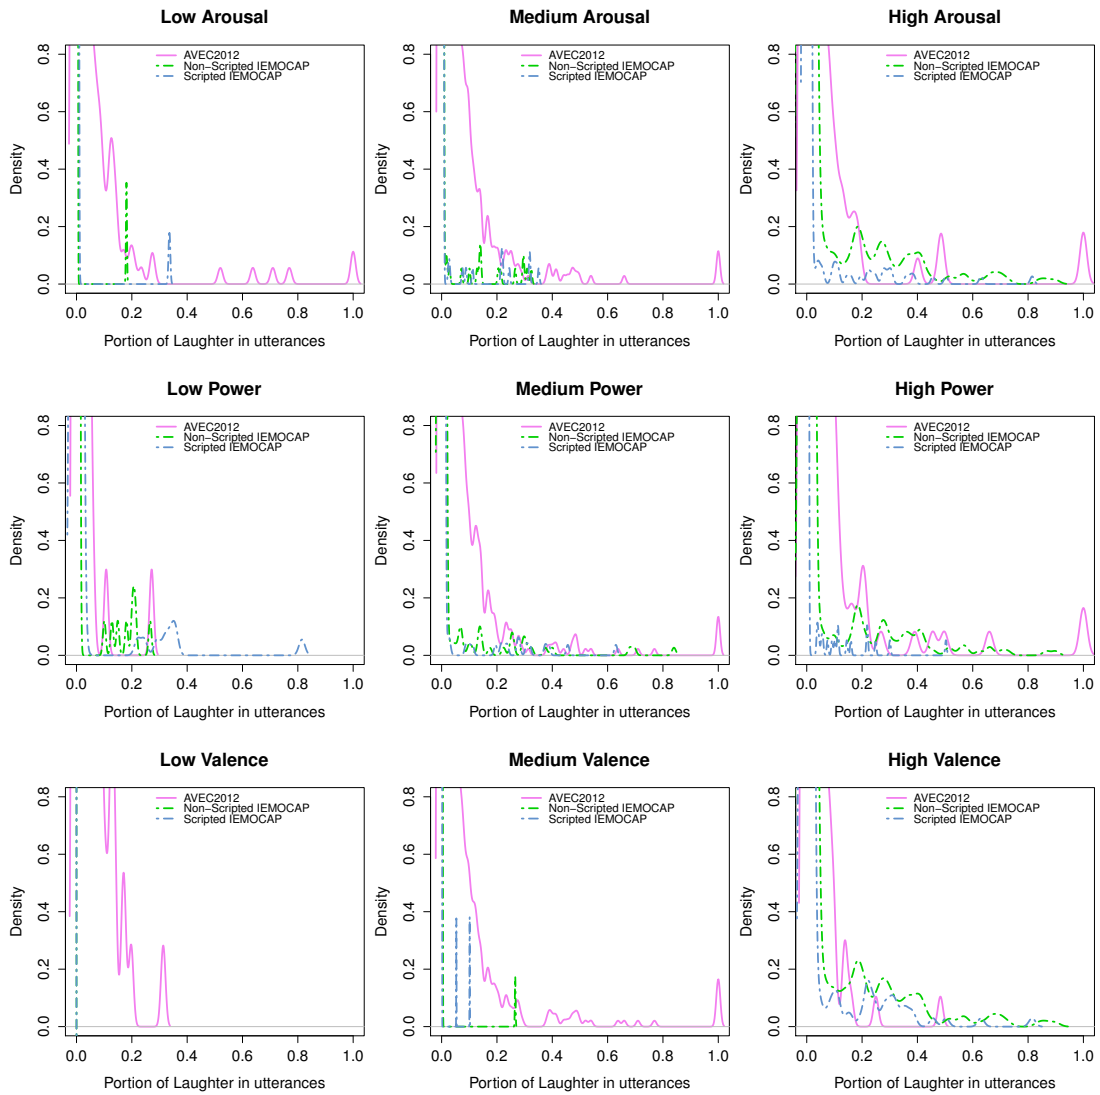 Low Arousal
Density
0.0 0.2 0.4 0.6 0.8
AVEC2012
Non−Scripted IEMOCAP
Scripted IEMOCAP
0.0 0.2 0.4 0.6 0.8 1.0
Portion of Laughter in utterances
Medium Arousal
Density
0.0 0.2 0.4 0.6 0.8
AVEC2012
Non−Scripted IEMOCAP
Scripted IEMOCAP
0.0 0.2 0.4 0.6 0.8 1.0
Portion of Laughter in utterances
High Arousal
Density
0.0 0.2 0.4 0.6 0.8
AVEC2012
Non−Scripted IEMOCAP
Scripted IEMOCAP
0.0 0.2 0.4 0.6 0.8 1.0
Portion of Laughter in utterances
Low Power
Density
0.0 0.2 0.4 0.6 0.8
AVEC2012
Non−Scripted IEMOCAP
Scripted IEMOCAP
0.0 0.2 0.4 0.6 0.8 1.0
Portion of Laughter in utterances
Medium Power
Density
0.0 0.2 0.4 0.6 0.8
AVEC2012
Non−Scripted IEMOCAP
Scripted IEMOCAP
0.0 0.2 0.4 0.6 0.8 1.0
Portion of Laughter in utterances
High Power
Density
0.0 0.2 0.4 0.6 0.8
AVEC2012
Non−Scripted IEMOCAP
Scripted IEMOCAP
0.0 0.2 0.4 0.6 0.8 1.0
Portion of Laughter in utterances
Low Valence
Density
0.0 0.2 0.4 0.6 0.8
AVEC2012
Non−Scripted IEMOCAP
Scripted IEMOCAP
0.0 0.2 0.4 0.6 0.8 1.0
Portion of Laughter in utterances
Medium Valence
Density
0.0 0.2 0.4 0.6 0.8
AVEC2012
Non−Scripted IEMOCAP
Scripted IEMOCAP
0.0 0.2 0.4 0.6 0.8 1.0
Portion of Laughter in utterances
High Valence
Density
0.0 0.2 0.4 0.6 0.8
AVEC2012
Non−Scripted IEMOCAP
Scripted IEMOCAP
0.0 0.2 0.4 0.6 0.8 1.0
Portion of Laughter in utterances